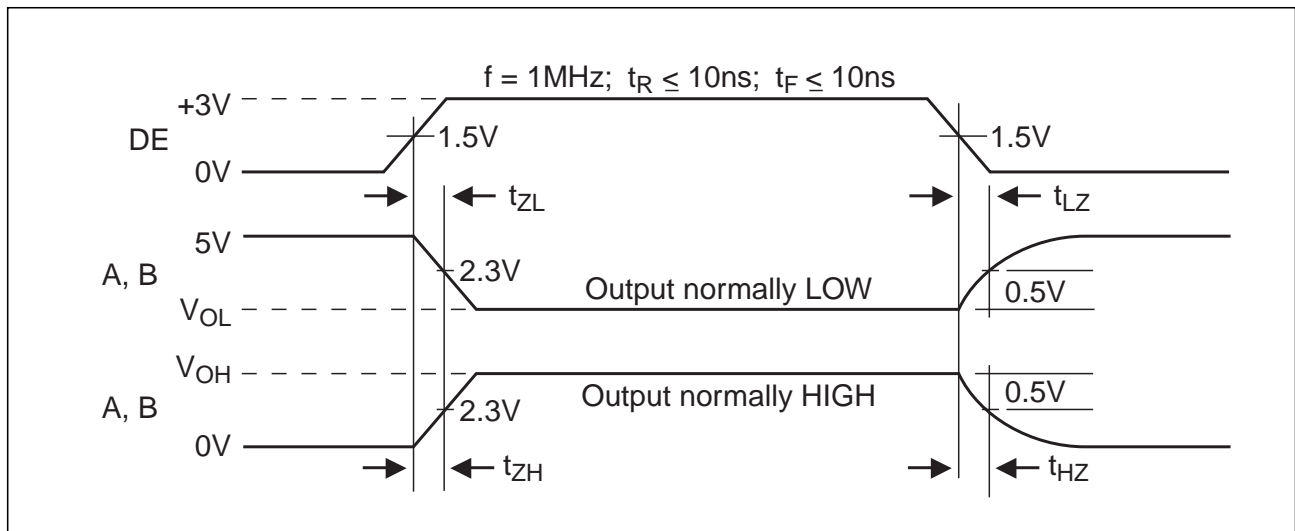 f = 1MHz; tR ≤ 10ns; tF ≤ 10ns
+3V
DE
1.5V
1.5V
0V
tZL
tLZ
5V
A, B
2.3V
Output normally LOW
0.5V
VOL
VOH
A, B
2.3V
Output normally HIGH
0.5V
0V
tZH
tHZ